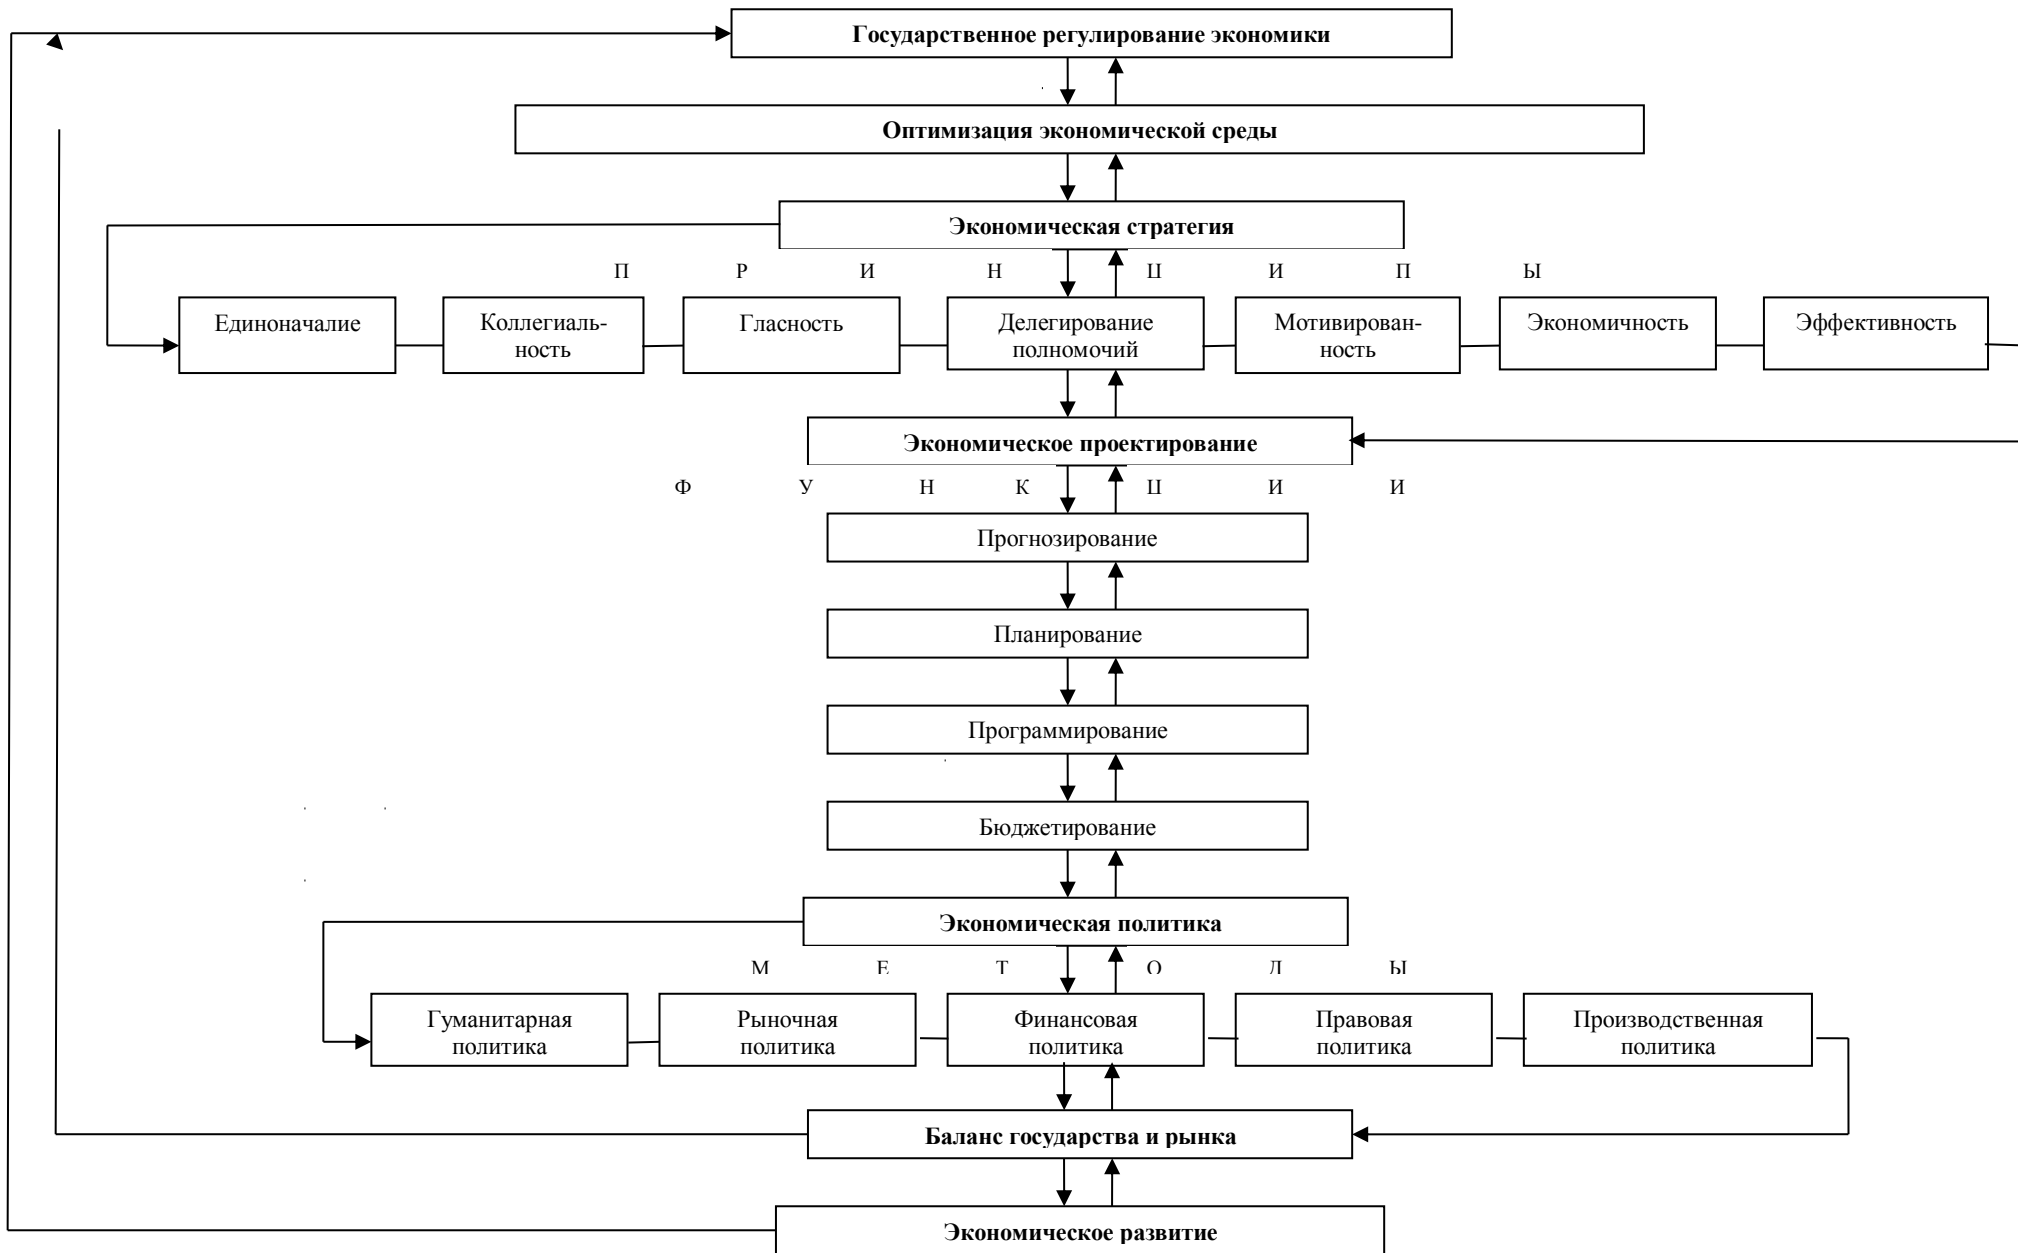 Государственное регулирование экономики
Оптимизация экономической среды
Экономическая стратегия
П Р И Н Ц И П Ы
Единоначалие
Коллегиаль-
ность
Гласность
Делегирование
полномочий
Мотивирован-
ность
Экономичность
Эффективность
Экономическое проектирование
Ф У Н К Ц И И
Прогнозирование
Планирование
Программирование
Бюджетирование
Экономическая политика
М Е Т О Д Ы
Гуманитарная
политика
Рыночная
политика
Финансовая
политика
Правовая
политика
Производственная
политика
Баланс государства и рынка
Экономическое развитие